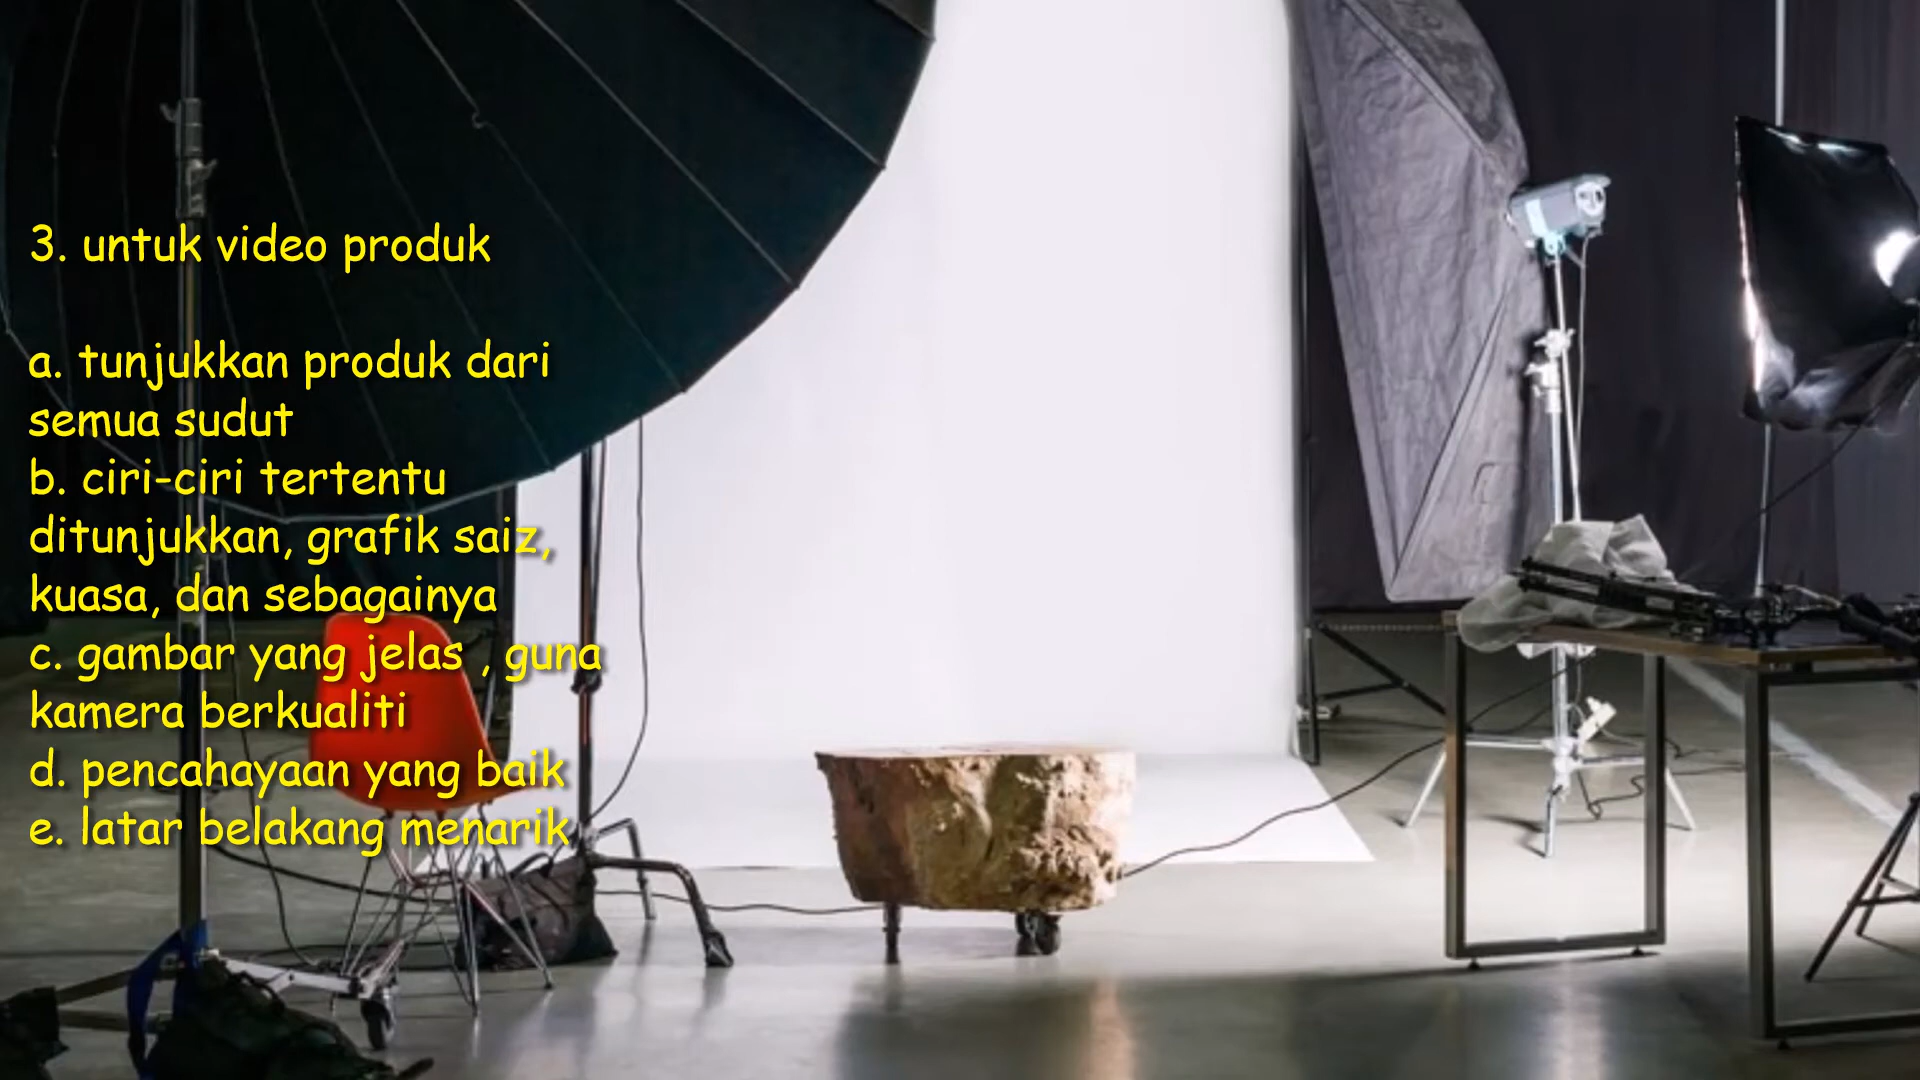 3. untuk video produk
a. tunjukkan produk dari
semua sudut
b. ciri-ciri tertentu
ditunjukkan, grafik saiz,
kuasa, dan sebagainya
c. gambar yang jelas , guna
kamera berkualiti
d. pencahayaan yang baik
e. latar belakang menarik